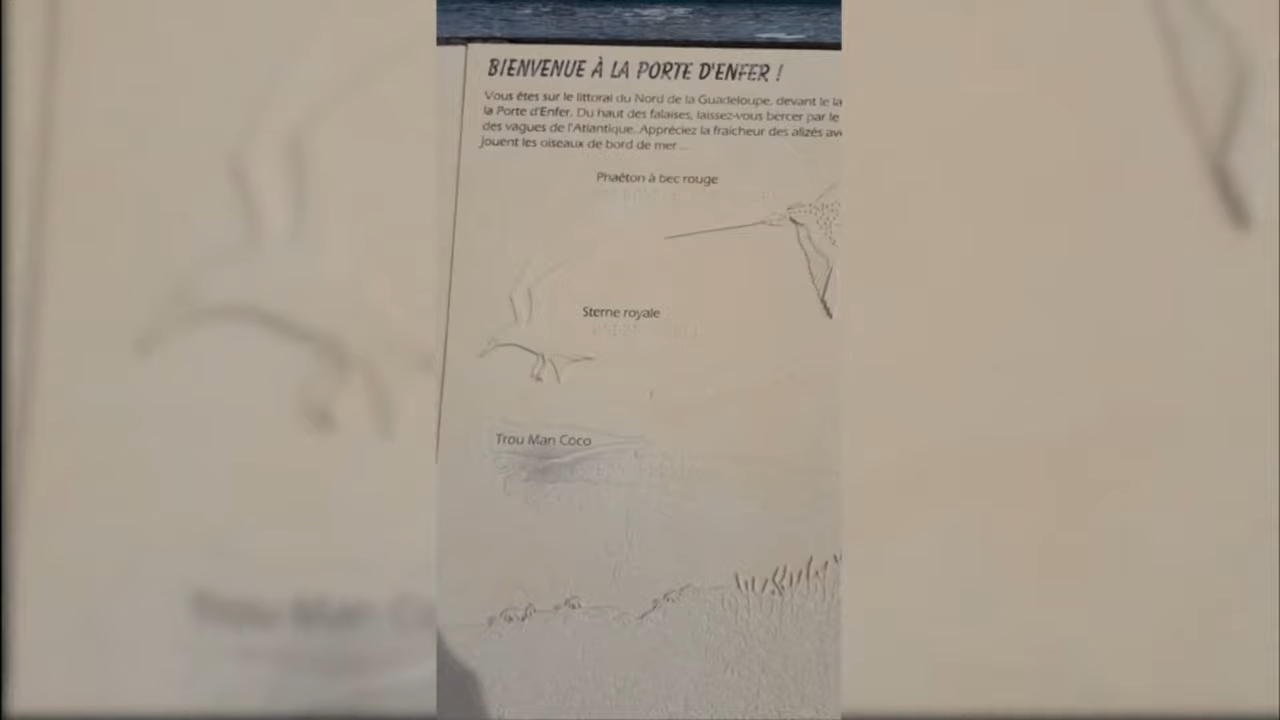 BIENVENUE À LA PORTE D'ENFER !
Vous êtes sur le littoral du Nord de la Guadeloupe, devant le la
la Porte d'Enfer. Du haut des falaises, laissez-vous bercer par le
des vagues de l'Atlantique. Appréciez la fraîcheur des alizés av
jouent les oiseaux de bord de mer ...
Phaéton à bec rouge
Sterne royale
Trou Man Coco